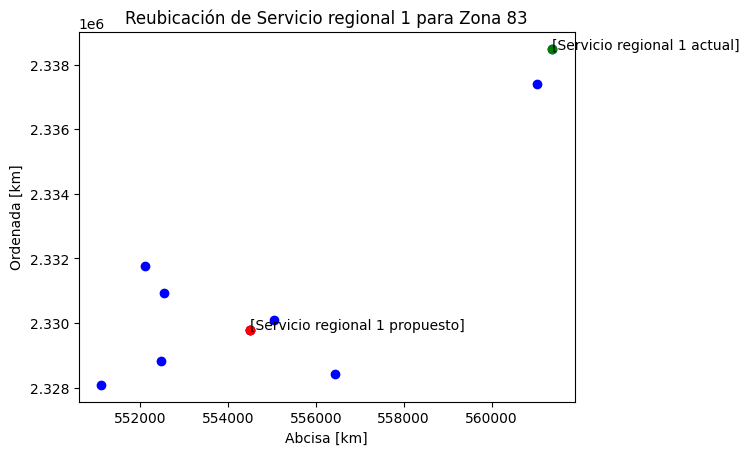 Reubicación de Servicio regional 1 para Zona 83
1e6
[Servicio regional 1 actual]
2.338
2.336
2.334
2.332
2.330
2.328
[Servicio regional 1 propuesto]
552000
554000
556000
558000
560000
Ordenada [km]
Abcisa [km]